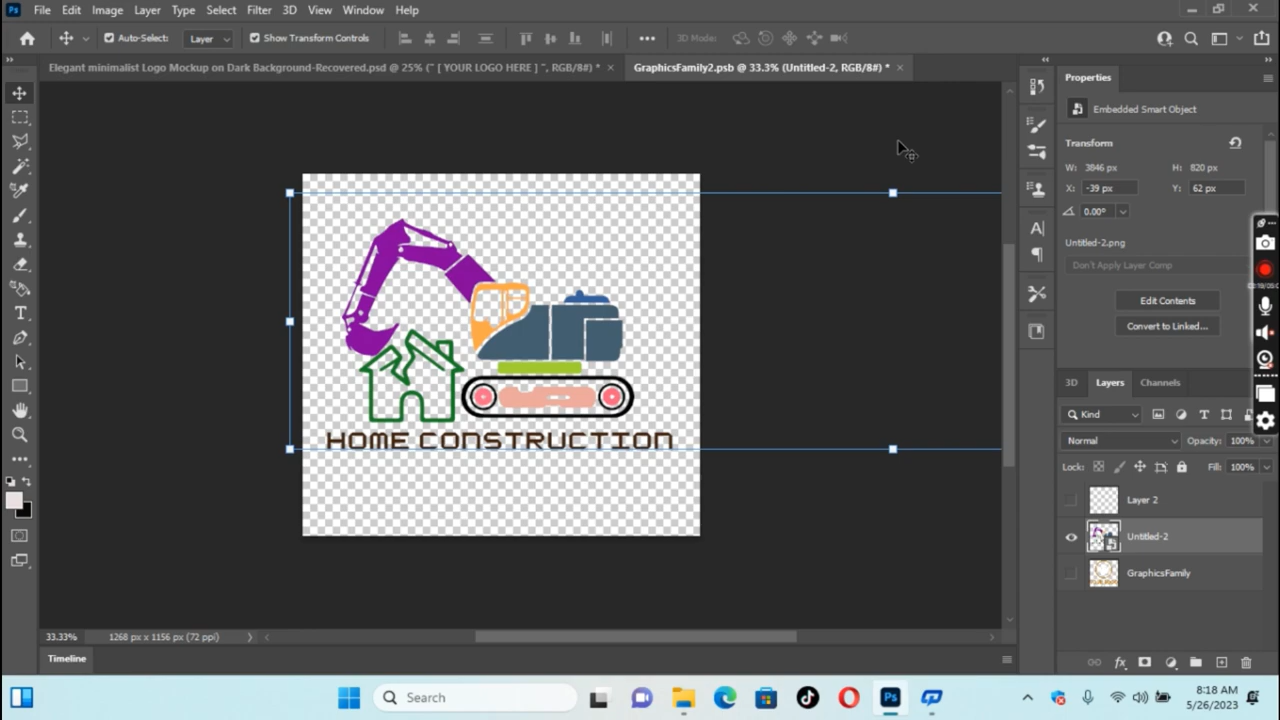 Ps File Edit Image Layer Type Select Filter 3D View Window Help
Auto-Select: Layer Show Transform Controls 3D Mode:
Elegant minimalist Logo Mockup on Dark Background-Recovered.psd @ 25% (" [ YOUR LOGO HERE ] ", RGB/8#) * × GraphicsFamily2.psb @ 33.3% (Untitled-2, RGB/8#) * ×
Properties
Embedded Smart Object
Transform
W: 3846 px H: 820 px
X: -39 px Y: 62 px
0.00°
Untitled-2.png
Don't Apply Layer Comp
Edit Contents
Convert to Linked...
HOME CONSTRUCTION
3D Layers Channels
Kind
Normal Opacity: 100%
Lock: Fill: 100%
Layer 2
Untitled-2
GraphicsFamily
33.33% 1268 px x 1156 px (72 ppi)
Timeline
fx
Search
Ps
8:18 AM
5/26/2023